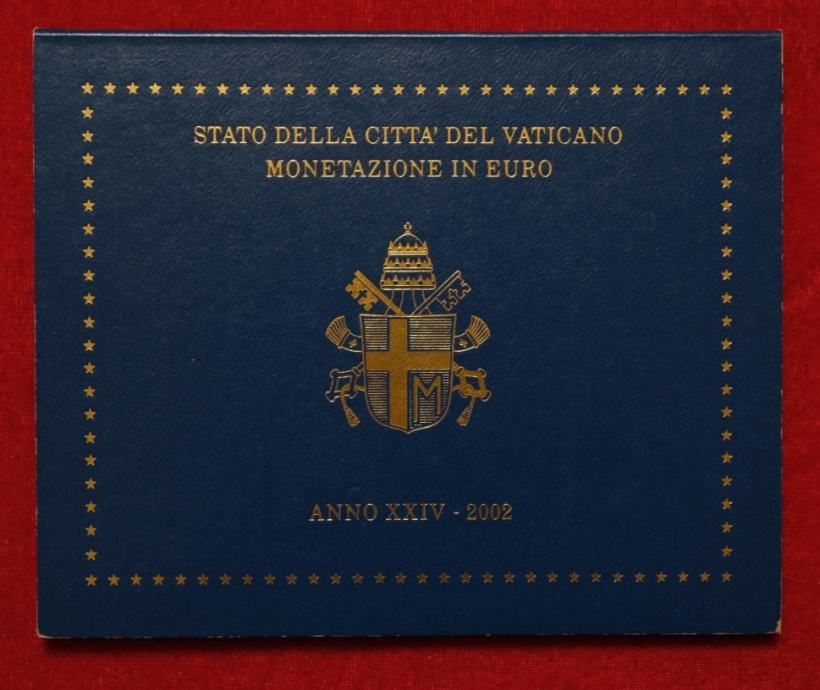 STATO DELLA CITTA' DEL VATICANO
MONETAZIONE IN EURO
M
ANNO XXIV - 2002